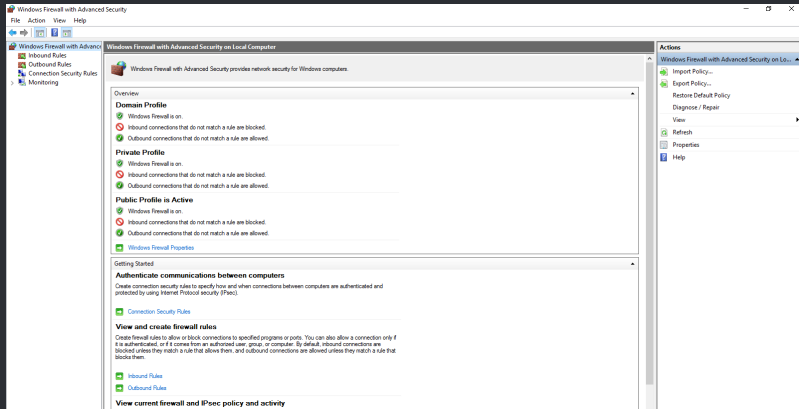 Windows Firewall with Advanced Security
File Action View Help
Windows Firewall with Advanc
Inbound Rules
Outbound Rules
Connection Security Rules
Monitoring
Windows Firewall with Advanced Security on Local Computer
Windows Firewall with Advanced Security provides network security for Windows computers.
Overview
Domain Profile
Windows Firewall is on.
Inbound connections that do not match a rule are blocked.
Outbound connections that do not match a rule are allowed.
Private Profile
Windows Firewall is on.
Inbound connections that do not match a rule are blocked.
Outbound connections that do not match a rule are allowed.
Public Profile is Active
Windows Firewall is on.
Inbound connections that do not match a rule are blocked.
Outbound connections that do not match a rule are allowed.
Windows Firewall Properties
Getting Started
Authenticate communications between computers
Create connection security rules to specify how and when connections between computers are authenticated and
protected by using Internet Protocol security (IPsec).
Connection Security Rules
View and create firewall rules
Create firewall rules to allow or block connections to specified programs or ports. You can also allow a connection only if
it is authenticated, or if it comes from an authorized user, group, or computer. By default, inbound connections are
blocked unless they match a rule that allows them, and outbound connections are allowed unless they match a rule that
blocks them.
Inbound Rules
Outbound Rules
View current firewall and IPsec policy and activity
Actions
Windows Firewall with Advanced Security on Lo...
Import Policy...
Export Policy...
Restore Default Policy
Diagnose / Repair
View
Refresh
Properties
Help